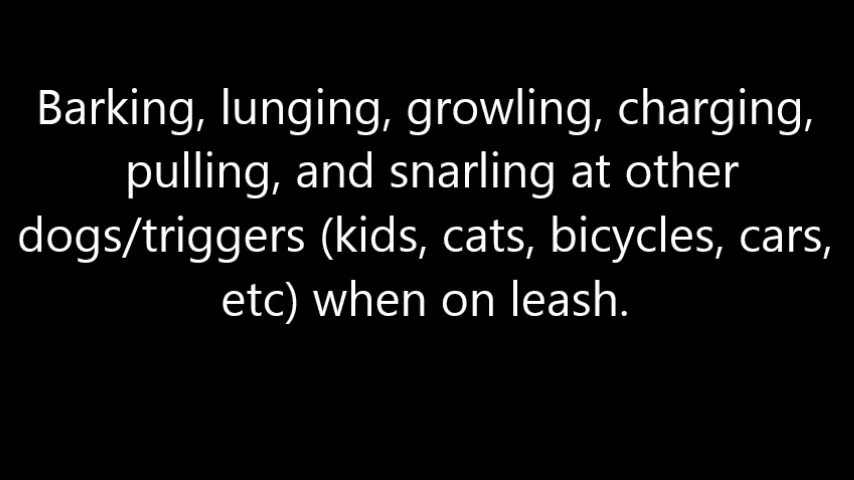 Barking, lunging, growling, charging,
pulling, and snarling at other
dogs/triggers (kids, cats, bicycles, cars,
etc) when on leash.